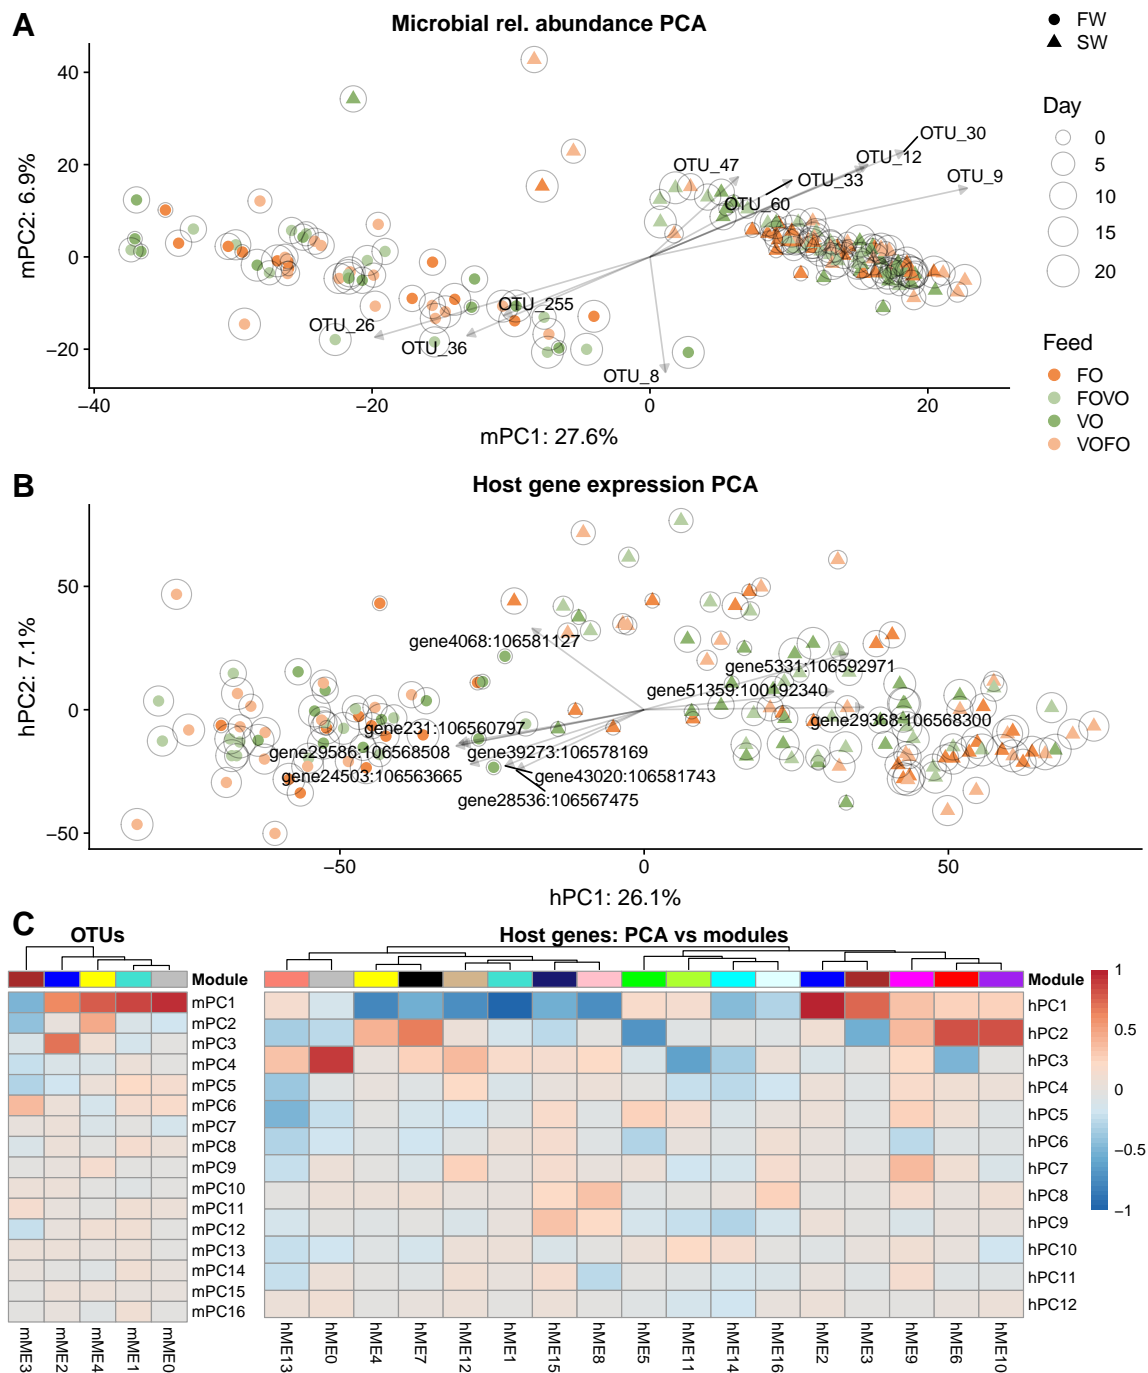 A
Microbial rel. abundance PCA
FW
SW
Day
0
5
10
15
20
Feed
FO
FOVO
VO
VOFO
mPC2: 6.9%
40
20
0
−20
−40
−20
0
20
mPC1: 27.6%
OTU_30
OTU_12
OTU_47
OTU_33
OTU_9
OTU_60
OTU_255
OTU_26
OTU_36
OTU_8
B
Host gene expression PCA
hPC2: 7.1%
50
0
−50
−50
0
50
hPC1: 26.1%
gene4068:106581127
gene5331:106592971
gene51359:100192340
gene29368:106568300
gene231:106560797
gene29586:106568508
gene39273:106578169
gene24503:106563665
gene43020:106581743
gene28536:106567475
C
OTUs
Module
mPC1
mPC2
mPC3
mPC4
mPC5
mPC6
mPC7
mPC8
mPC9
mPC10
mPC11
mPC12
mPC13
mPC14
mPC15
mPC16
mME3
mME2
mME4
mME1
mME0
Host genes: PCA vs modules
Module
hPC1
hPC2
hPC3
hPC4
hPC5
hPC6
hPC7
hPC8
hPC9
hPC10
hPC11
hPC12
hME13
hME0
hME4
hME7
hME12
hME1
hME15
hME8
hME5
hME11
hME14
hME16
hME2
hME3
hME9
hME6
hME10
1
0.5
0
−0.5
−1